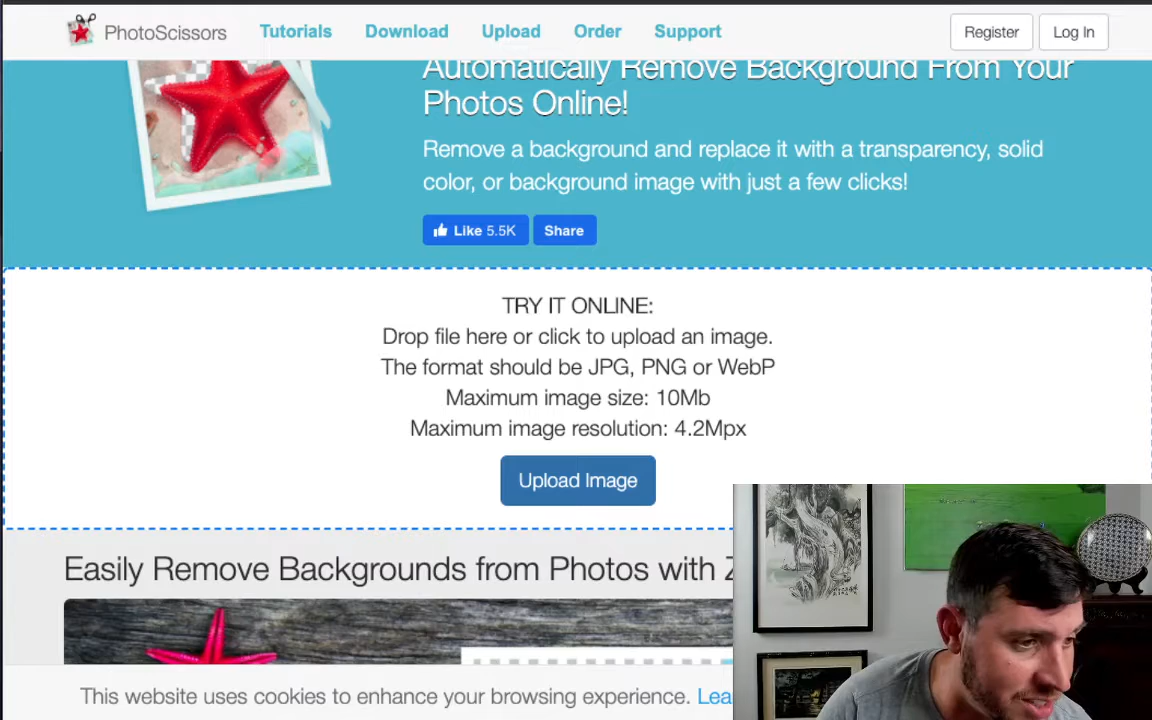 PhotoScissors Tutorials Download Upload Order Support Register Log In
Automatically Remove Background From Your
Photos Online!
Remove a background and replace it with a transparency, solid
color, or background image with just a few clicks!
Like 5.5K Share
TRY IT ONLINE:
Drop file here or click to upload an image.
The format should be JPG, PNG or WebP
Maximum image size: 10Mb
Maximum image resolution: 4.2Mpx
Upload Image
Easily Remove Backgrounds from Photos with
This website uses cookies to enhance your browsing experience.